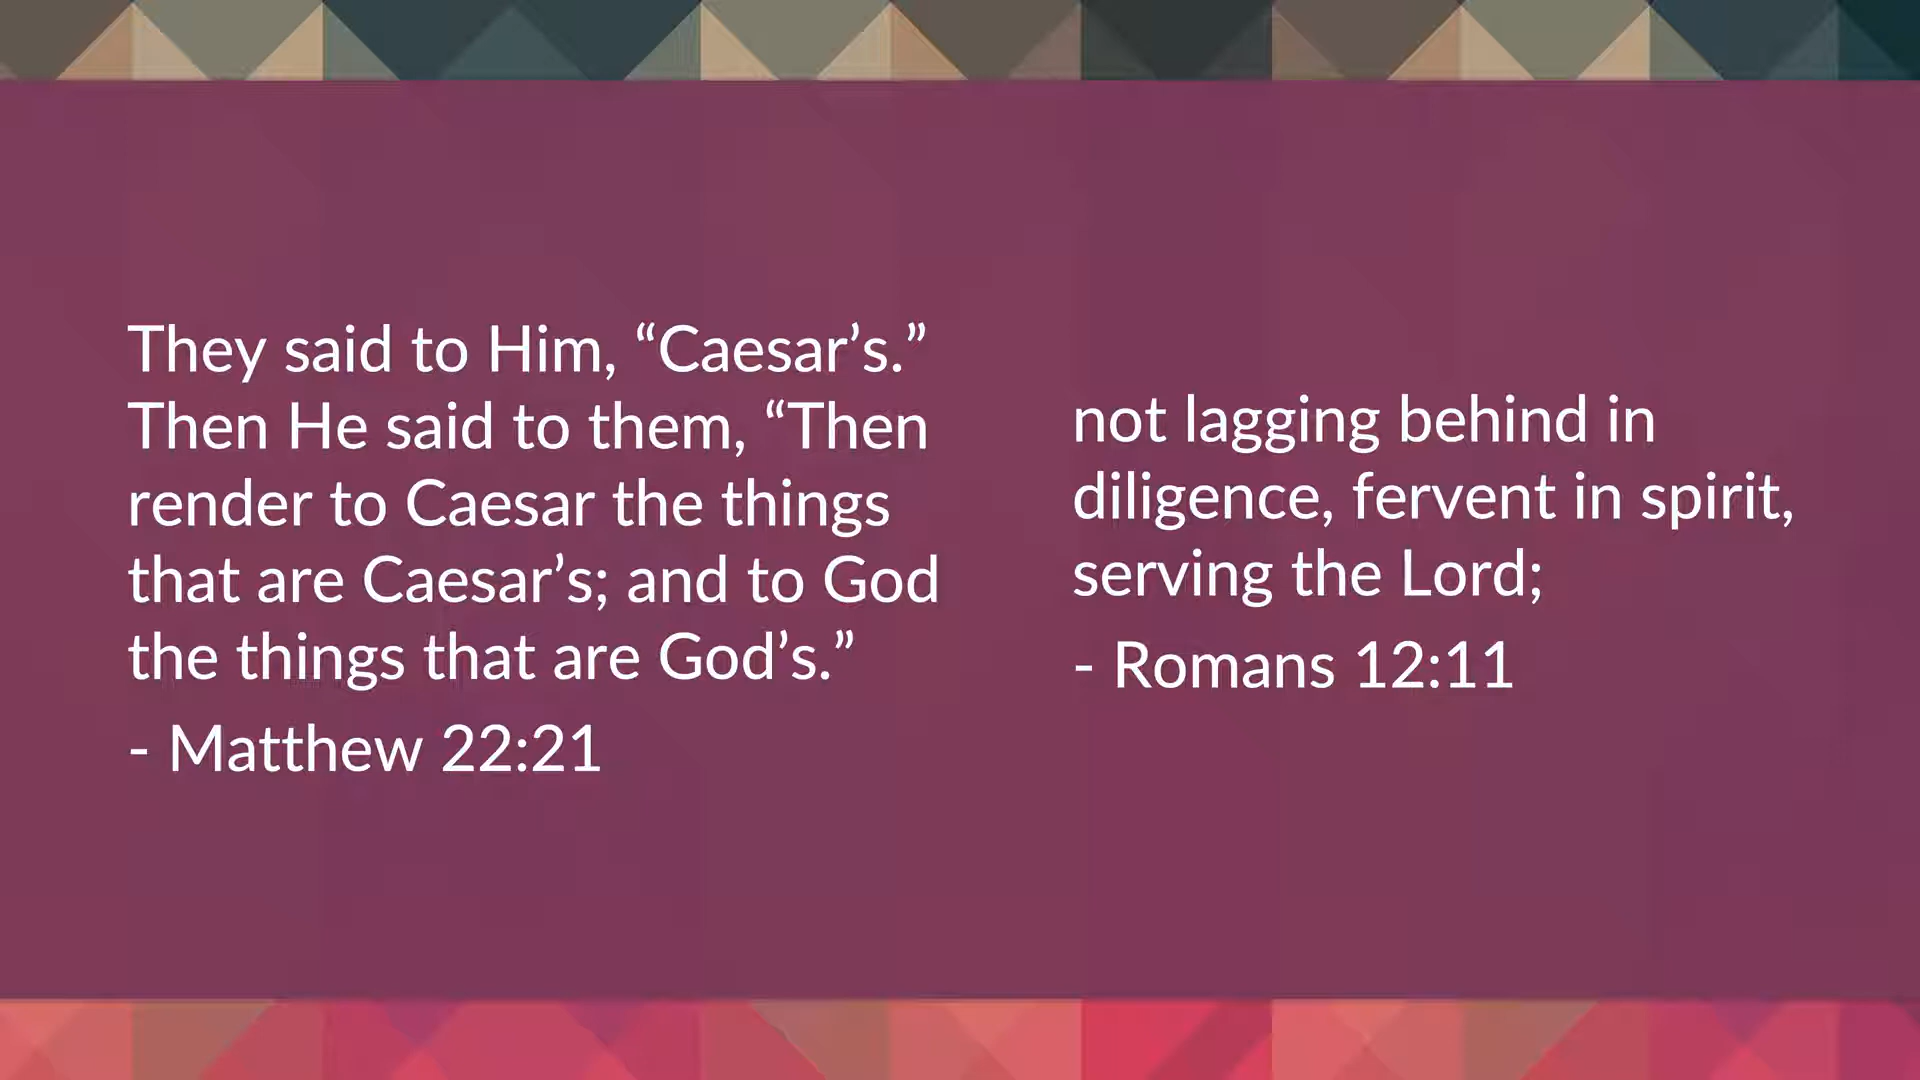 They said to Him, “Caesar’s.”
Then He said to them, “Then
render to Caesar the things
that are Caesar’s; and to God
the things that are God’s.”
- Matthew 22:21
not lagging behind in
diligence, fervent in spirit,
serving the Lord;
- Romans 12:11